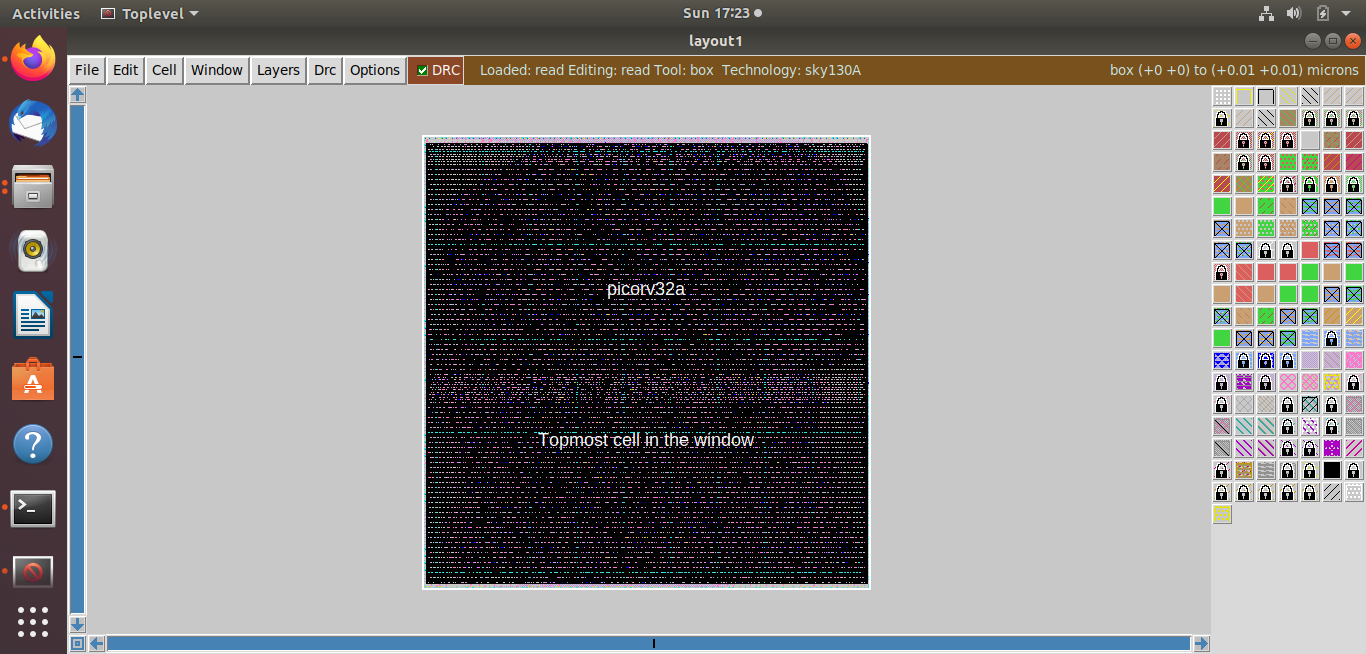 Activities Toplevel Sun 17:23
layout1
File Edit Cell Window Layers Drc Options DRC Loaded: read Editing: read Tool: box Technology: sky130A box (+0 +0) to (+0.01 +0.01) microns
picorv32a
Topmost cell in the window